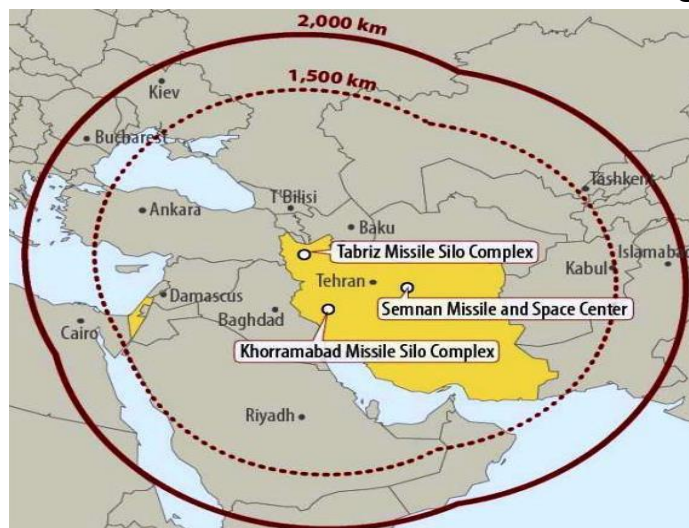 2,000 km
1,500 km
Kiev
Bucharest
Tashkent
T'Bilisi
Ankara
Baku
Tabriz Missile Silo Complex
Islamabad
Kabul
Tehran
Damascus
Semnan Missile and Space Center
Baghdad
Cairo
Khorramabad Missile Silo Complex
Riyadh